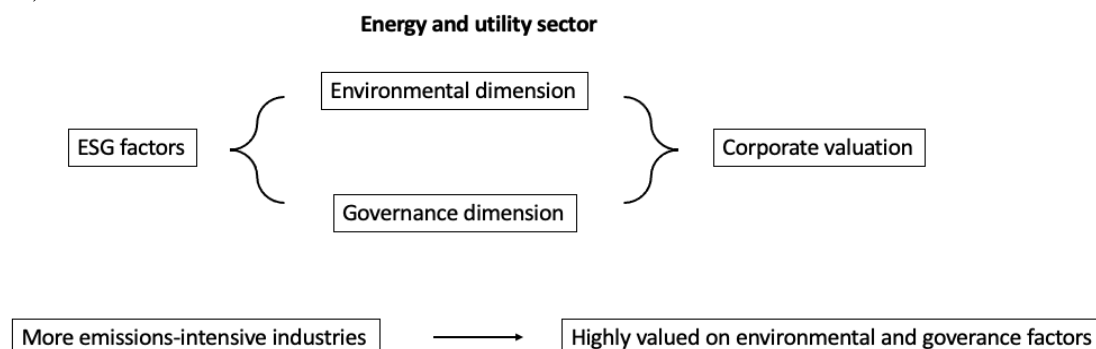 Energy and utility sector
Environmental dimension
ESG factors
Corporate valuation
Governance dimension
More emissions-intensive industries
Highly valued on environmental and goverance factors